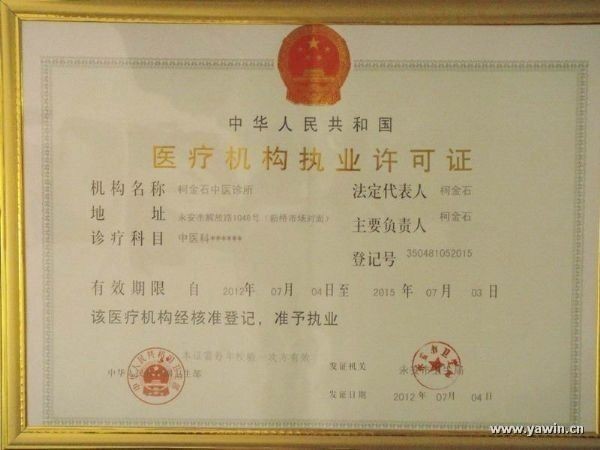 中华人民共和国
医疗机构执业许可证
机构名称 柯金石中医诊所
法定代表人 柯金石
地 址 永安市解放路1048号（新桥市场对面）
主要负责人 柯金石
诊疗科目 中医科******
登记号 350481052015
有效期限 自 2012年 07月 04日至 2015年 07月 03日
该医疗机构经核准登记，准予执业
本证需每年校验一次方有效
发证机关
发证日期 2012年 07月 04日
www.yawin.cn